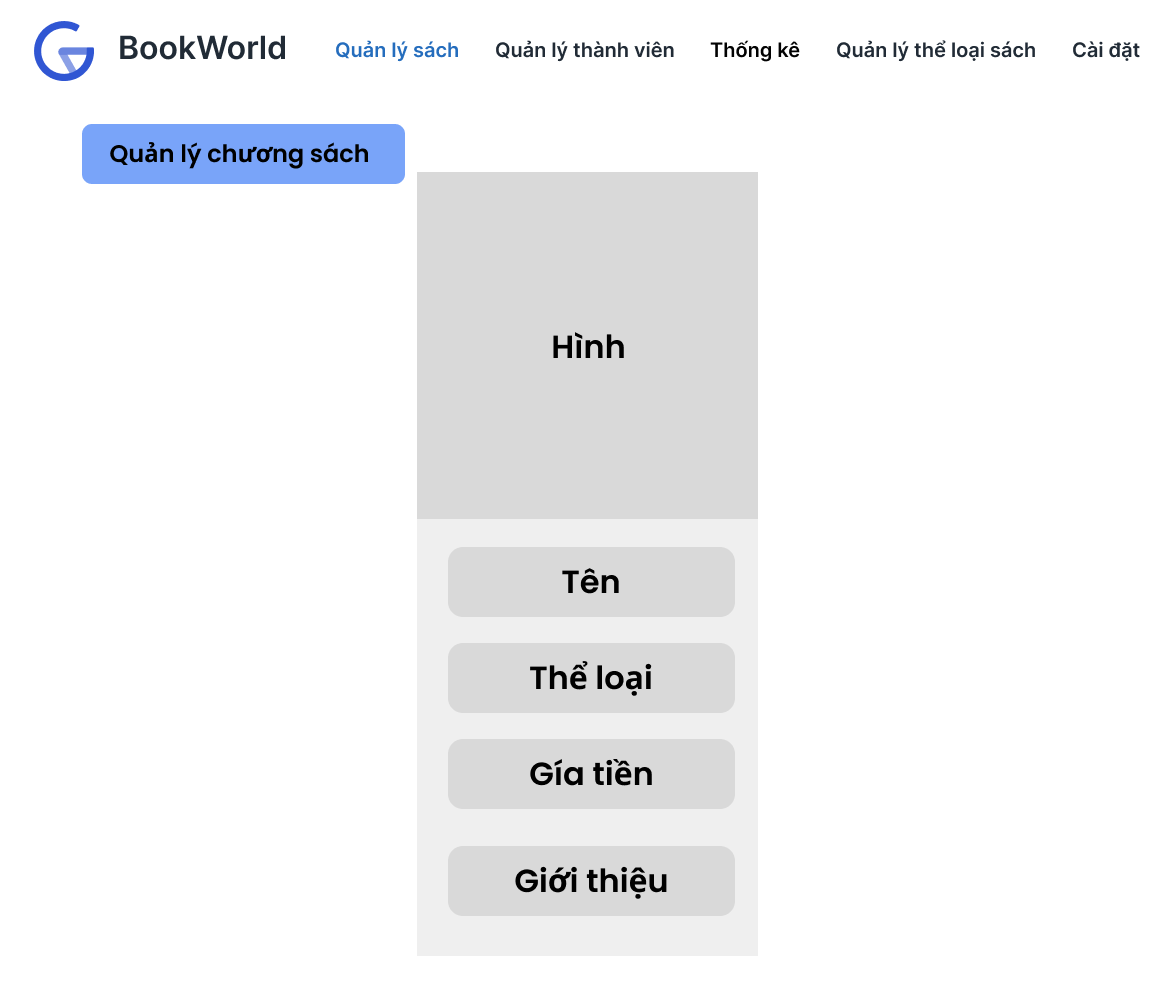 BookWorld
Quản lý sách
Quản lý thành viên
Thống kê
Quản lý thể loại sách
Cài đặt
Quản lý chương sách
Hình
Tên
Thể loại
Gía tiền
Giới thiệu